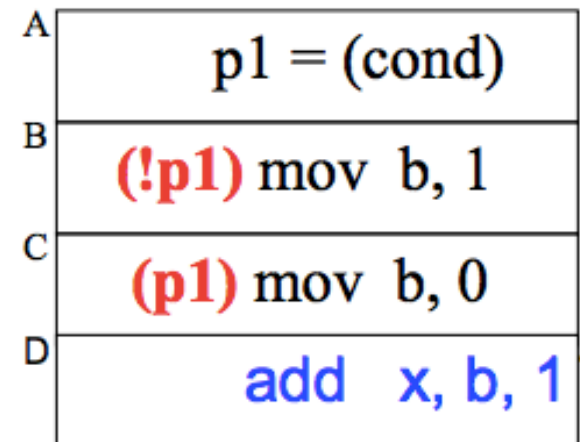 A
p1 = (cond)
B
(!p1) mov b, 1
C
(p1) mov b, 0
D
add x, b, 1